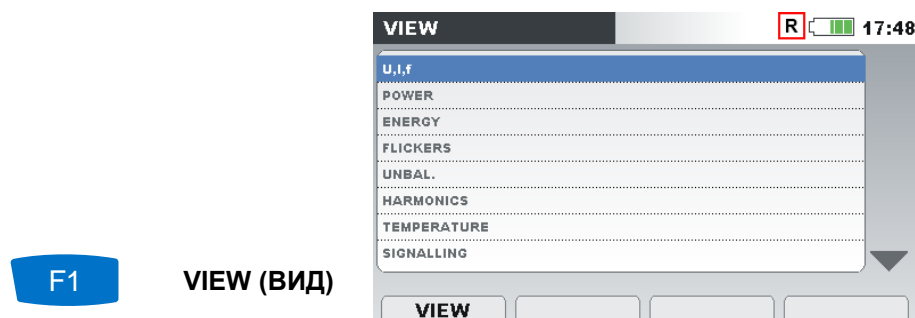 VIEW R 17:48
U,I,f
POWER
ENERGY
FLICKERS
UNBAL.
HARMONICS
TEMPERATURE
SIGNALLING
F1 VIEW (ВИД)
VIEW